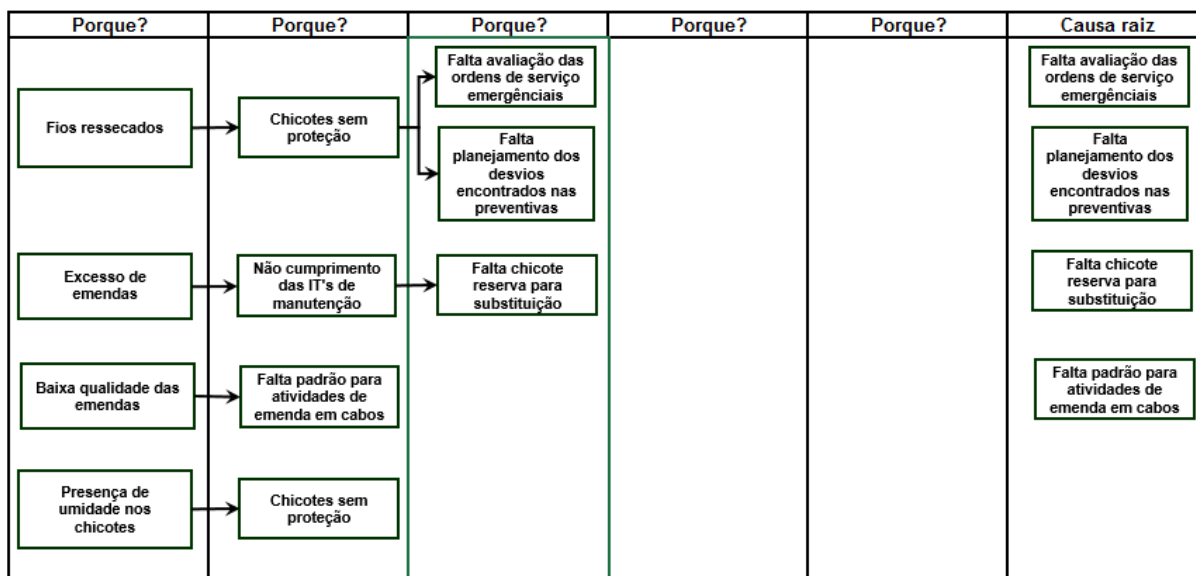 Porque?
Porque?
Porque?
Porque?
Porque?
Causa raiz
Fios ressecados
Chicotes sem
proteção
Falta avaliação das
ordens de serviço
emergênciais
Falta
planejamento dos
desvios
encontrados nas
preventivas
Falta avaliação das
ordens de serviço
emergênciais
Falta
planejamento dos
desvios
encontrados nas
preventivas
Excesso de
emendas
Não cumprimento
das IT's de
manutenção
Falta chicote
reserva para
substituição
Falta chicote
reserva para
substituição
Baixa qualidade das
emendas
Falta padrão para
atividades de
emenda em cabos
Falta padrão para
atividades de
emenda em cabos
Presença de
umidade nos
chicotes
Chicotes sem
proteção